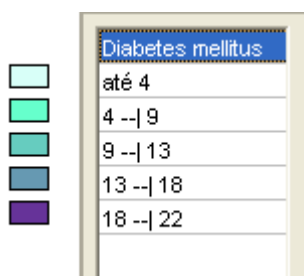 Diabetes mellitus
até 4
4 --| 9
9 --| 13
13 --| 18
18 --| 22